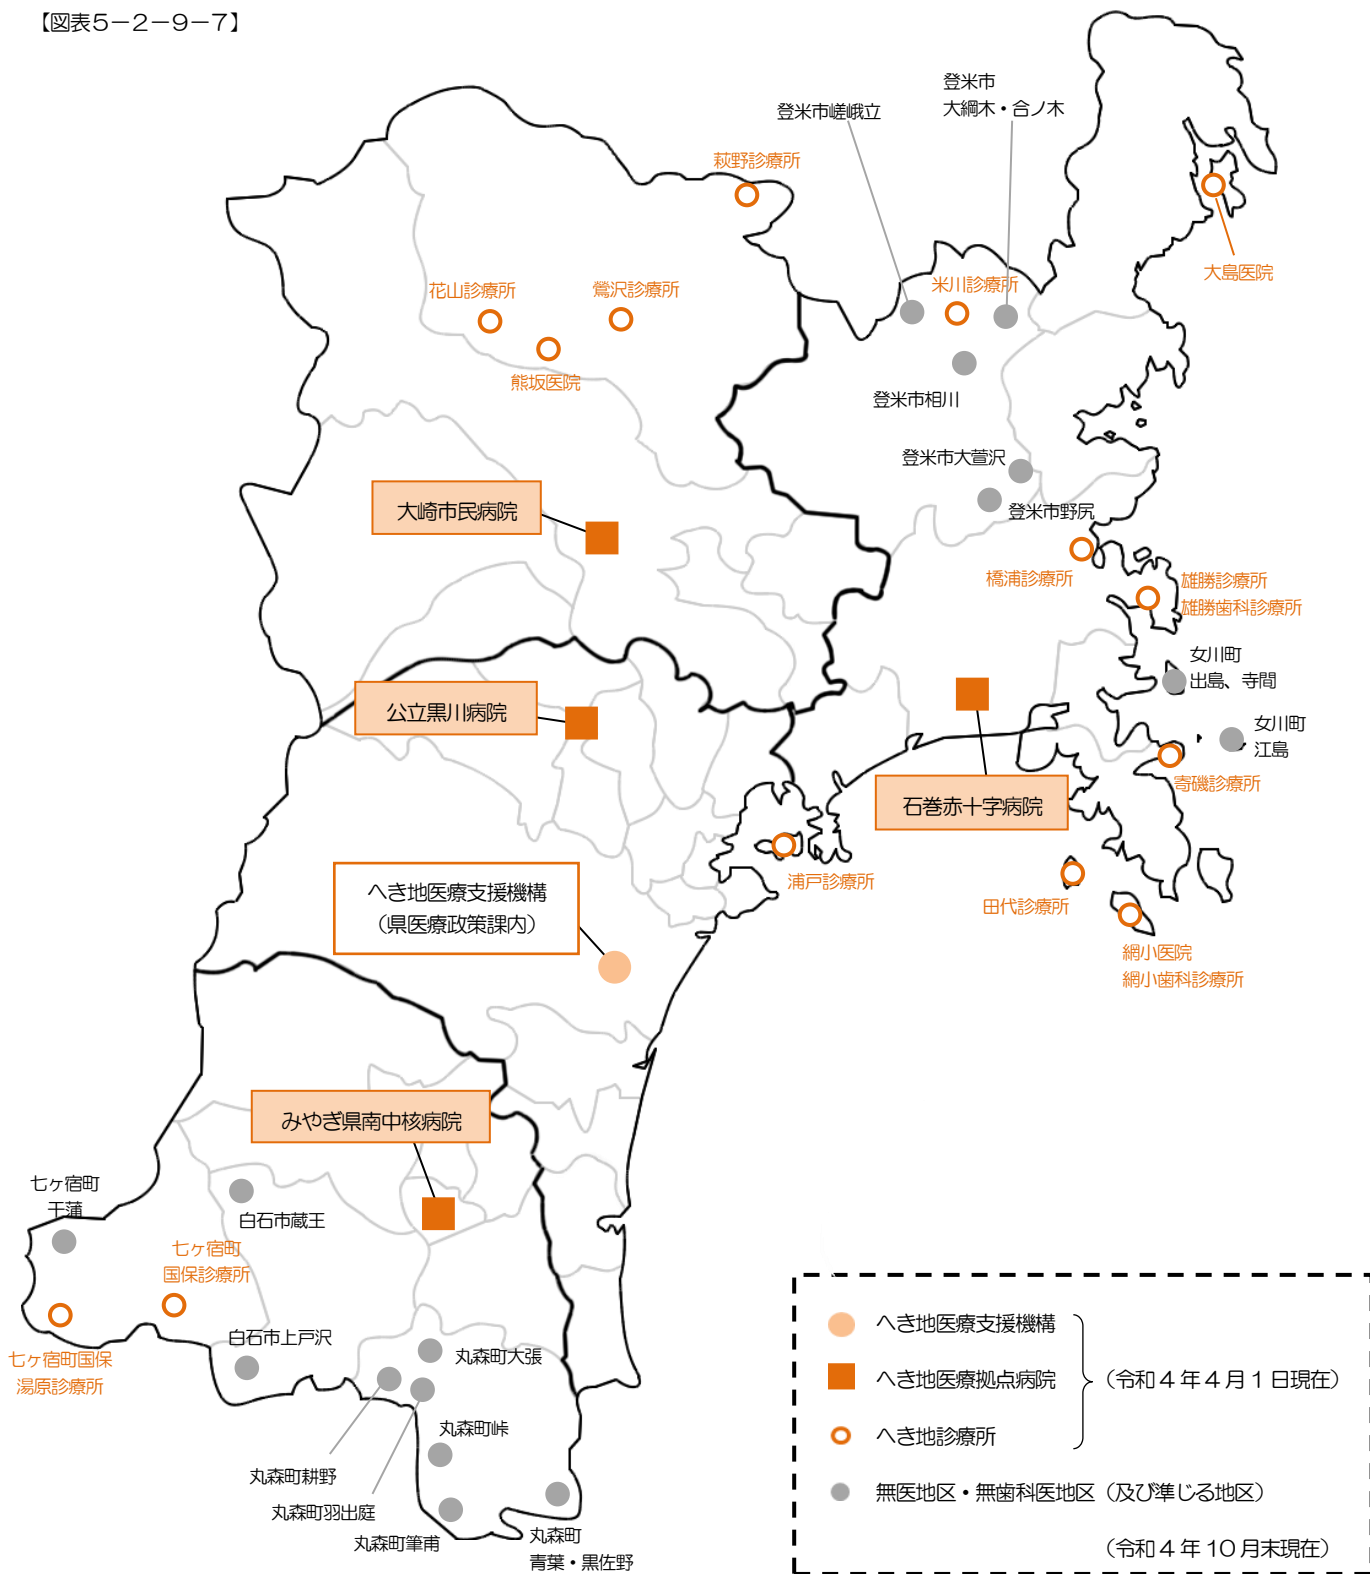 【図表5－2－9－7】
登米市
大綱木・合ノ木
登米市嵯峨立
萩野診療所
大島医院
米川診療所
花山診療所
鶯沢診療所
熊坂医院
登米市相川
登米市大萱沢
登米市野尻
大崎市民病院
橋浦診療所
雄勝診療所
雄勝歯科診療所
女川町
出島、寺間
公立黒川病院
女川町
江島
寄磯診療所
石巻赤十字病院
浦戸診療所
へき地医療支援機構
（県医療政策課内）
田代診療所
網小医院
網小歯科診療所
みやぎ県南中核病院
七ヶ宿町
干蒲
白石市蔵王
七ヶ宿町
国保診療所
白石市上戸沢
七ヶ宿町国保
湯原診療所
丸森町大張
丸森町峠
丸森町耕野
丸森町羽出庭
丸森町筆甫
丸森町
青葉・黒佐野
へき地医療支援機構
へき地医療拠点病院
（令和４年４月１日現在）
へき地診療所
無医地区・無歯科医地区（及び準じる地区）
（令和４年10月末現在）